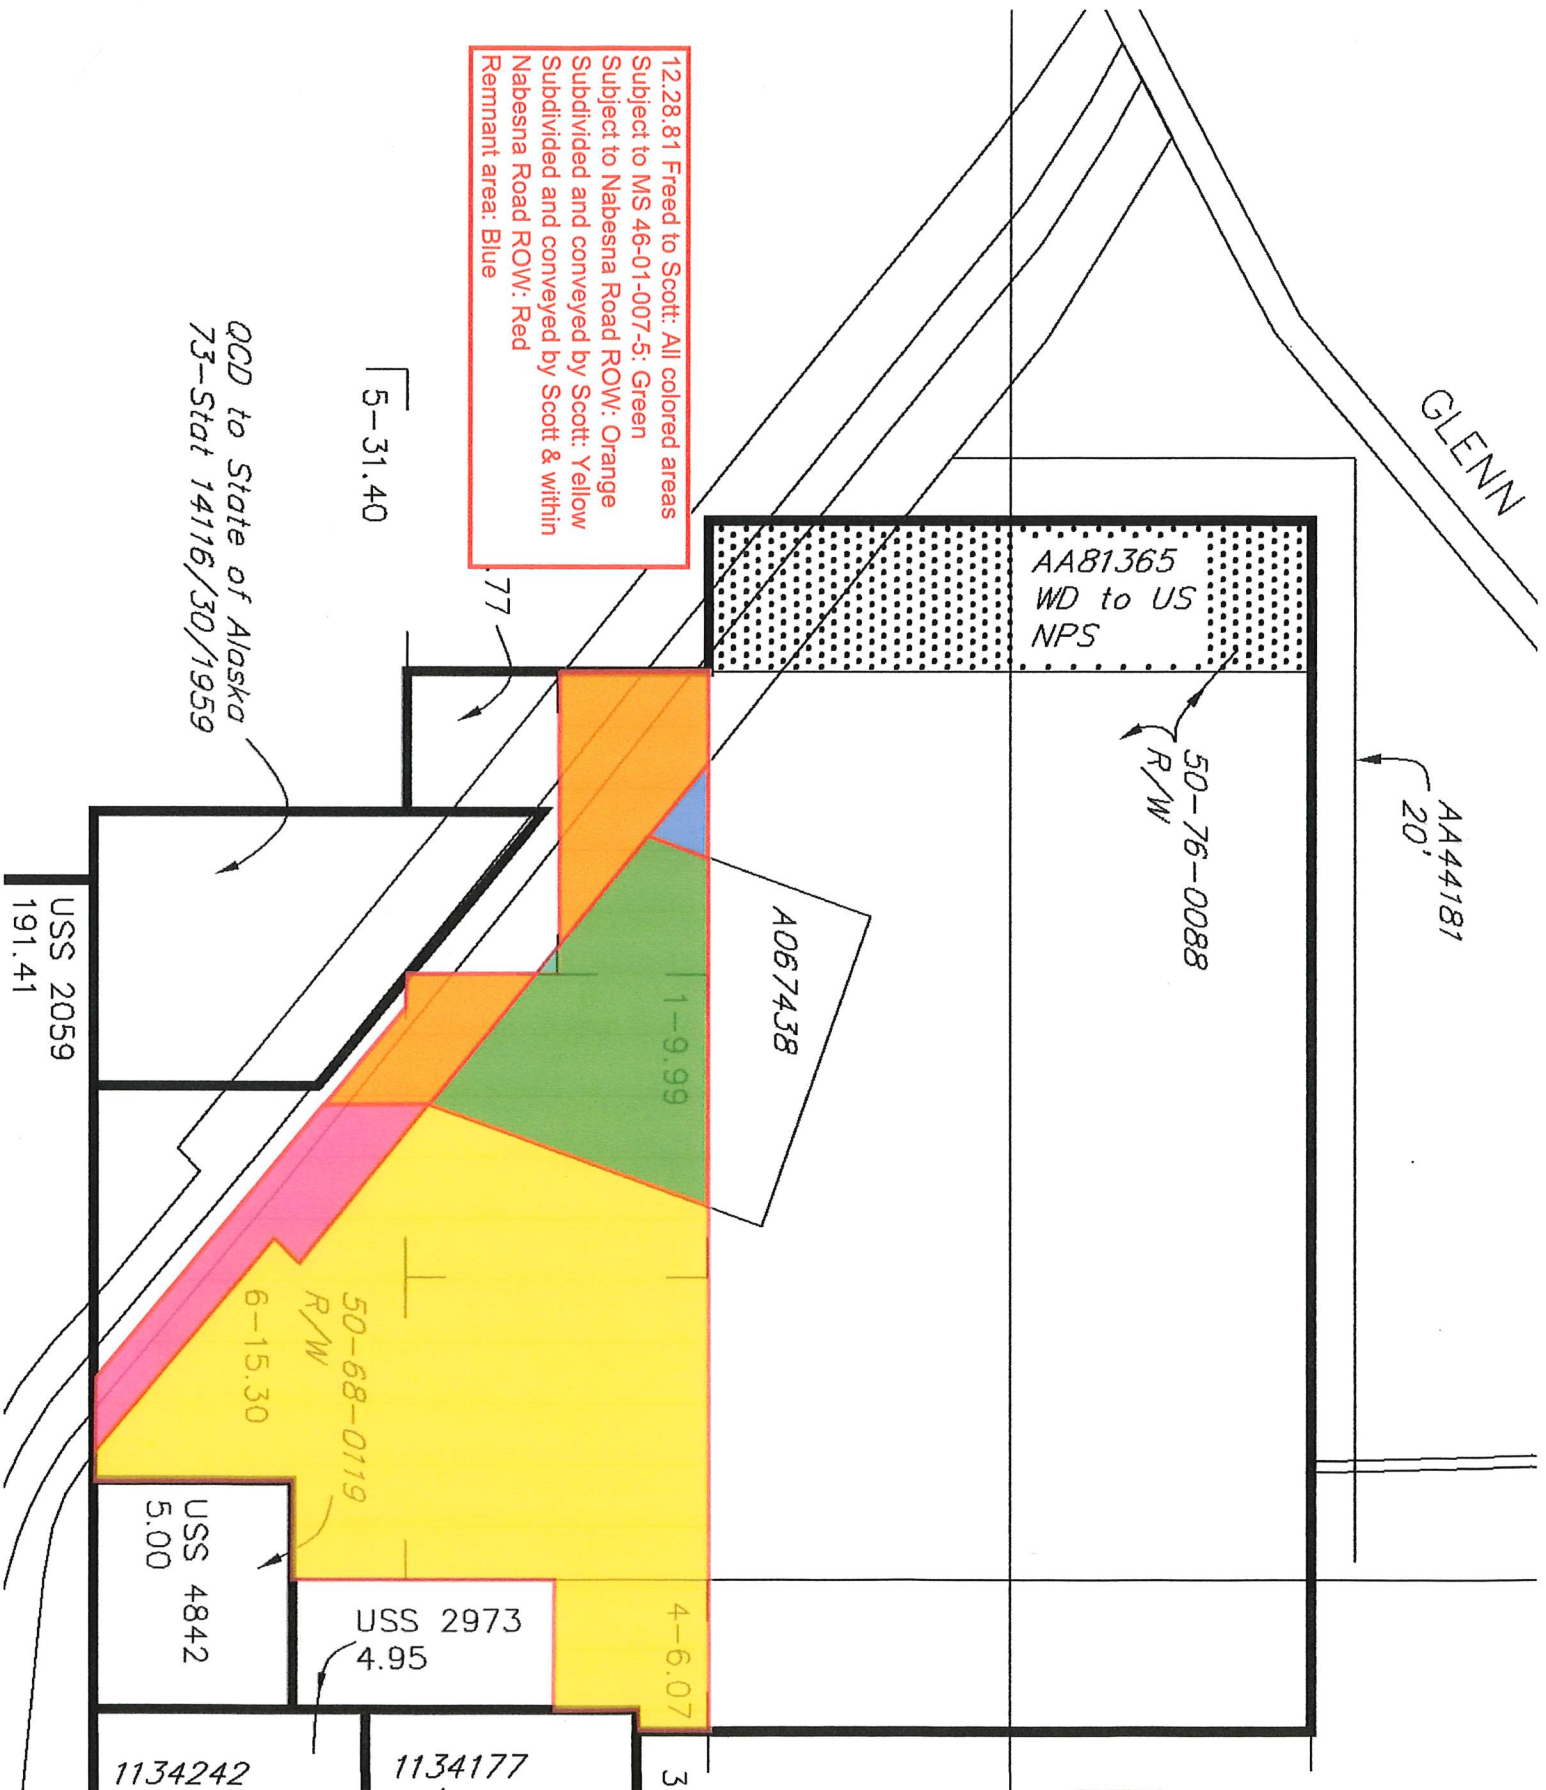 GLENN
12.28.81 Freed to Scott: All colored areas
Subject to MS 46-01-007-5: Green
Subject to Nabesna Road ROW: Orange
Subdivided and conveyed by Scott: Yellow
Subdivided and conveyed by Scott & within
Nabesna Road ROW: Red
Remnant area: Blue
AA81365
WD to US
NPS
50-76-0088
R/W
AA44181
20'
5-31.40
.77
QCD to State of Alaska
73-Stat 14116/30/1959
A067438
1-9.99
USS 2059
191.41
50-68-0119
R/W
6-15.30
USS 4842
5.00
USS 2973
4.95
4-6.07
1134242
1134177
3